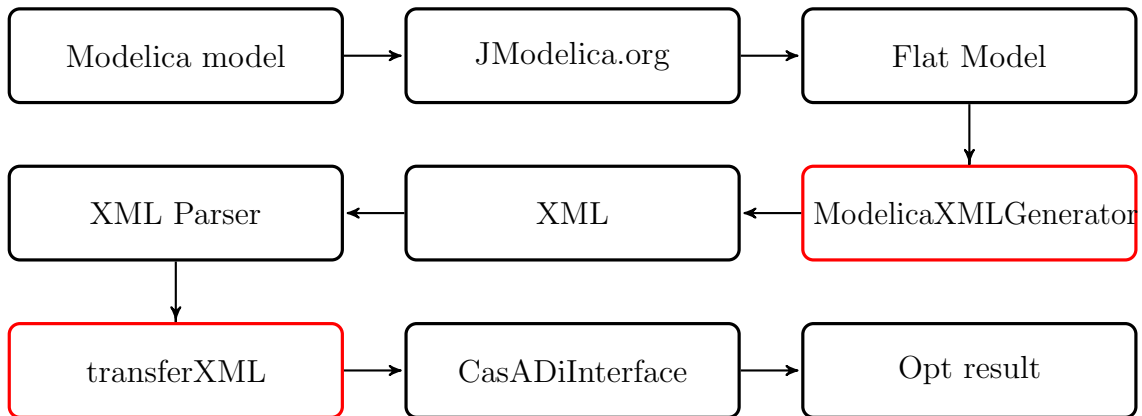 Modelica model
JModelica.org
Flat Model
XML Parser
XML
ModelicaXMLGenerator
transferXML
CasADiInterface
Opt result